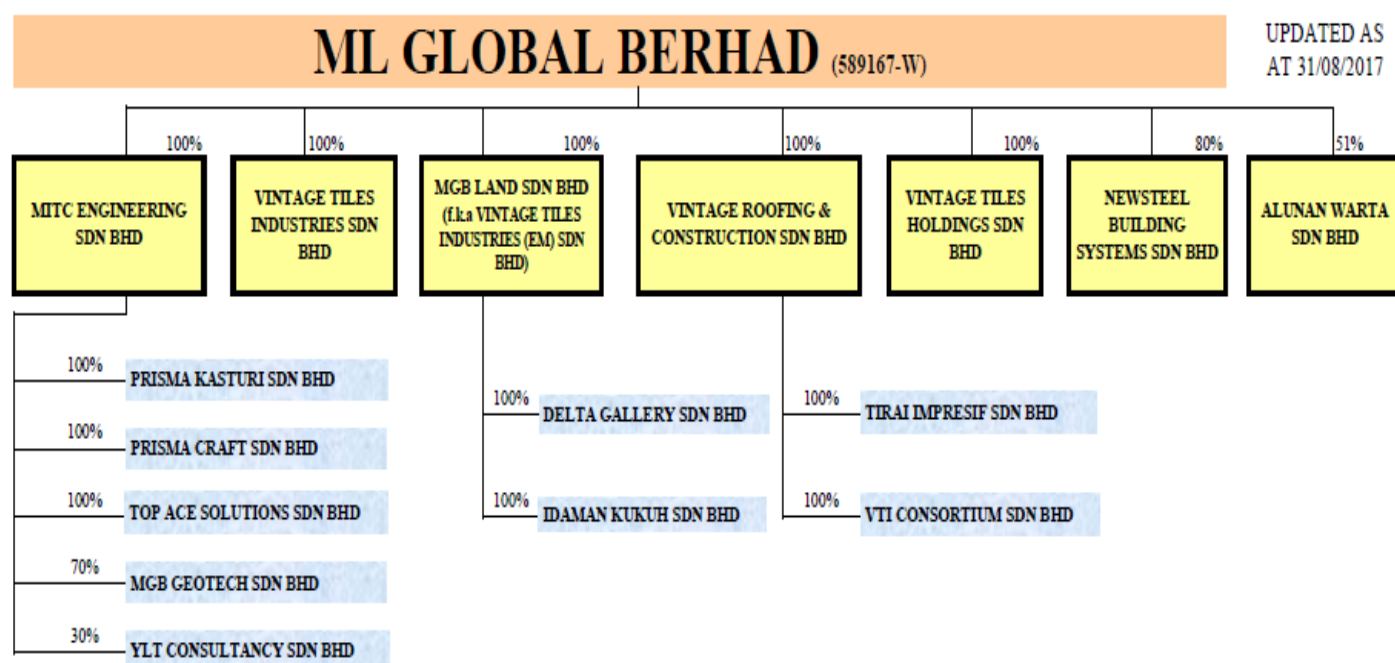 ML GLOBAL BERHAD (589167-W)
UPDATED AS
AT 31/08/2017
100%
100%
100%
100%
100%
80%
51%
MITC ENGINEERING
SDN BHD
VINTAGE TILES
INDUSTRIES SDN
BHD
MGB LAND SDN BHD
(f.k.a VINTAGE TILES
INDUSTRIES (EM) SDN
BHD)
VINTAGE ROOFING &
CONSTRUCTION SDN BHD
VINTAGE TILES
HOLDINGS SDN
BHD
NEWSTEEL
BUILDING
SYSTEMS SDN BHD
ALUNAN WARTA
SDN BHD
100%
PRISMA KASTURI SDN BHD
100%
PRISMA CRAFT SDN BHD
100%
TOP ACE SOLUTIONS SDN BHD
70%
MGB GEOTECH SDN BHD
30%
YLT CONSULTANCY SDN BHD
100%
DELTA GALLERY SDN BHD
100%
IDAMAN KUKUH SDN BHD
100%
TIRAI IMPRESIF SDN BHD
100%
VTI CONSORTIUM SDN BHD